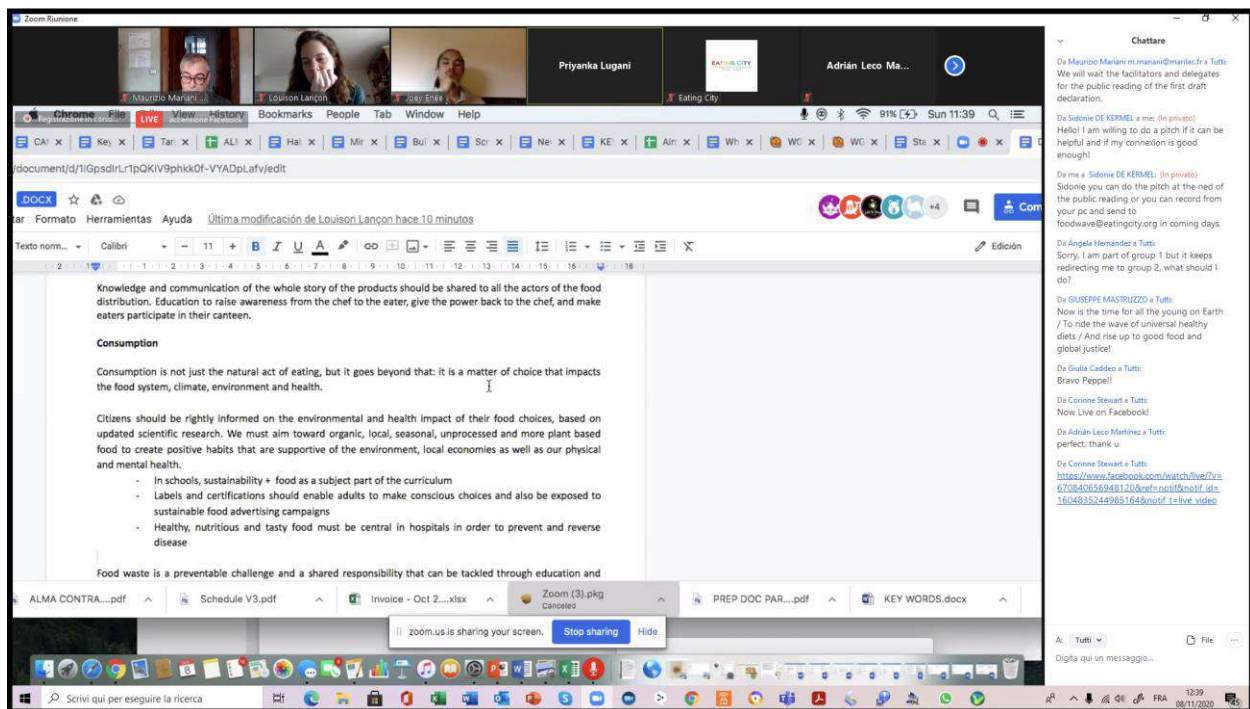 Zoom Riunione
Maurizio Mariani
Louison Lançon
Joey Enée
Priyanka Lugani
EATING CITY
Eating City
Adrián Leco Ma...
Chrome File View History Bookmarks People Tab Window Help
LIVE
91% Sun 11:39
/document/d/1IGpsdlrLr1pQKiV9phkk0f-VYADpLafv/edit
.DOCX
Formato Herramientas Ayuda Última modificación de Louison Lançon hace 10 minutos
+4
Com
Texto norm... Calibri 11 B I U A Edición
Knowledge and communication of the whole story of the products should be shared to all the actors of the food
distribution. Education to raise awareness from the chef to the eater, give the power back to the chef, and make
eaters participate in their canteen.
Consumption
Consumption is not just the natural act of eating, but it goes beyond that: it is a matter of choice that impacts
the food system, climate, environment and health.
Citizens should be rightly informed on the environmental and health impact of their food choices, based on
updated scientific research. We must aim toward organic, local, seasonal, unprocessed and more plant based
food to create positive habits that are supportive of the environment, local economies as well as our physical
and mental health.
- In schools, sustainability + food as a subject part of the curriculum
- Labels and certifications should enable adults to make conscious choices and also be exposed to
sustainable food advertising campaigns
- Healthy, nutritious and tasty food must be central in hospitals in order to prevent and reverse
disease
Food waste is a preventable challenge and a shared responsibility that can be tackled through education and
ALMA CONTRA....pdf
Schedule V3.pdf
Invoice - Oct 2....xlsx
Zoom (3).pkg
Canceled
PREP DOC PAR....pdf
KEY WORDS.docx
zoom.us is sharing your screen. Stop sharing Hide
Scrivi qui per eseguire la ricerca
FRA
12:39
08/11/2020
Chattare
Da Maurizio Mariani m.mariani@marilac.fr a Tutti:
We will wait the faclitators and delegates
for the public reading of the first draft
declaration.
Da Sidonie DE KERMEL a me: (In privato)
Hello! I am willing to do a pitch if it can be
helpful and if my connexion is good
enough!
Da me a Sidonie DE KERMEL: (In privato)
Sidonie you can do the pitch at the ned of
the public reading or you can record from
your pc and send to
foodwave@eatingcity.org in coming days
Da Angela Hernández a Tutti:
Sorry, I am part of group 1 but it keeps
redirecting me to group 2, what should I
do?
Da GIUSEPPE MASTRUZZO a Tutti:
Now is the time for all the young on Earth
/ To ride the wave of universal healthy
diets / And rise up to good food and
global justice!
Da Giulia Caddeo a Tutti:
Bravo Peppe!!
Da Corinne Stewart a Tutti:
Now Live on Facebook!
Da Adrián Leco Martínez a Tutti:
perfect, thank u
Da Corinne Stewart a Tutti:
https://www.facebook.com/watch/live/?v=
670840656948120&ref=notif&notif_id=
1604835244985164&notif_t=live_video
A: Tutti File
Digita qui un messaggio...